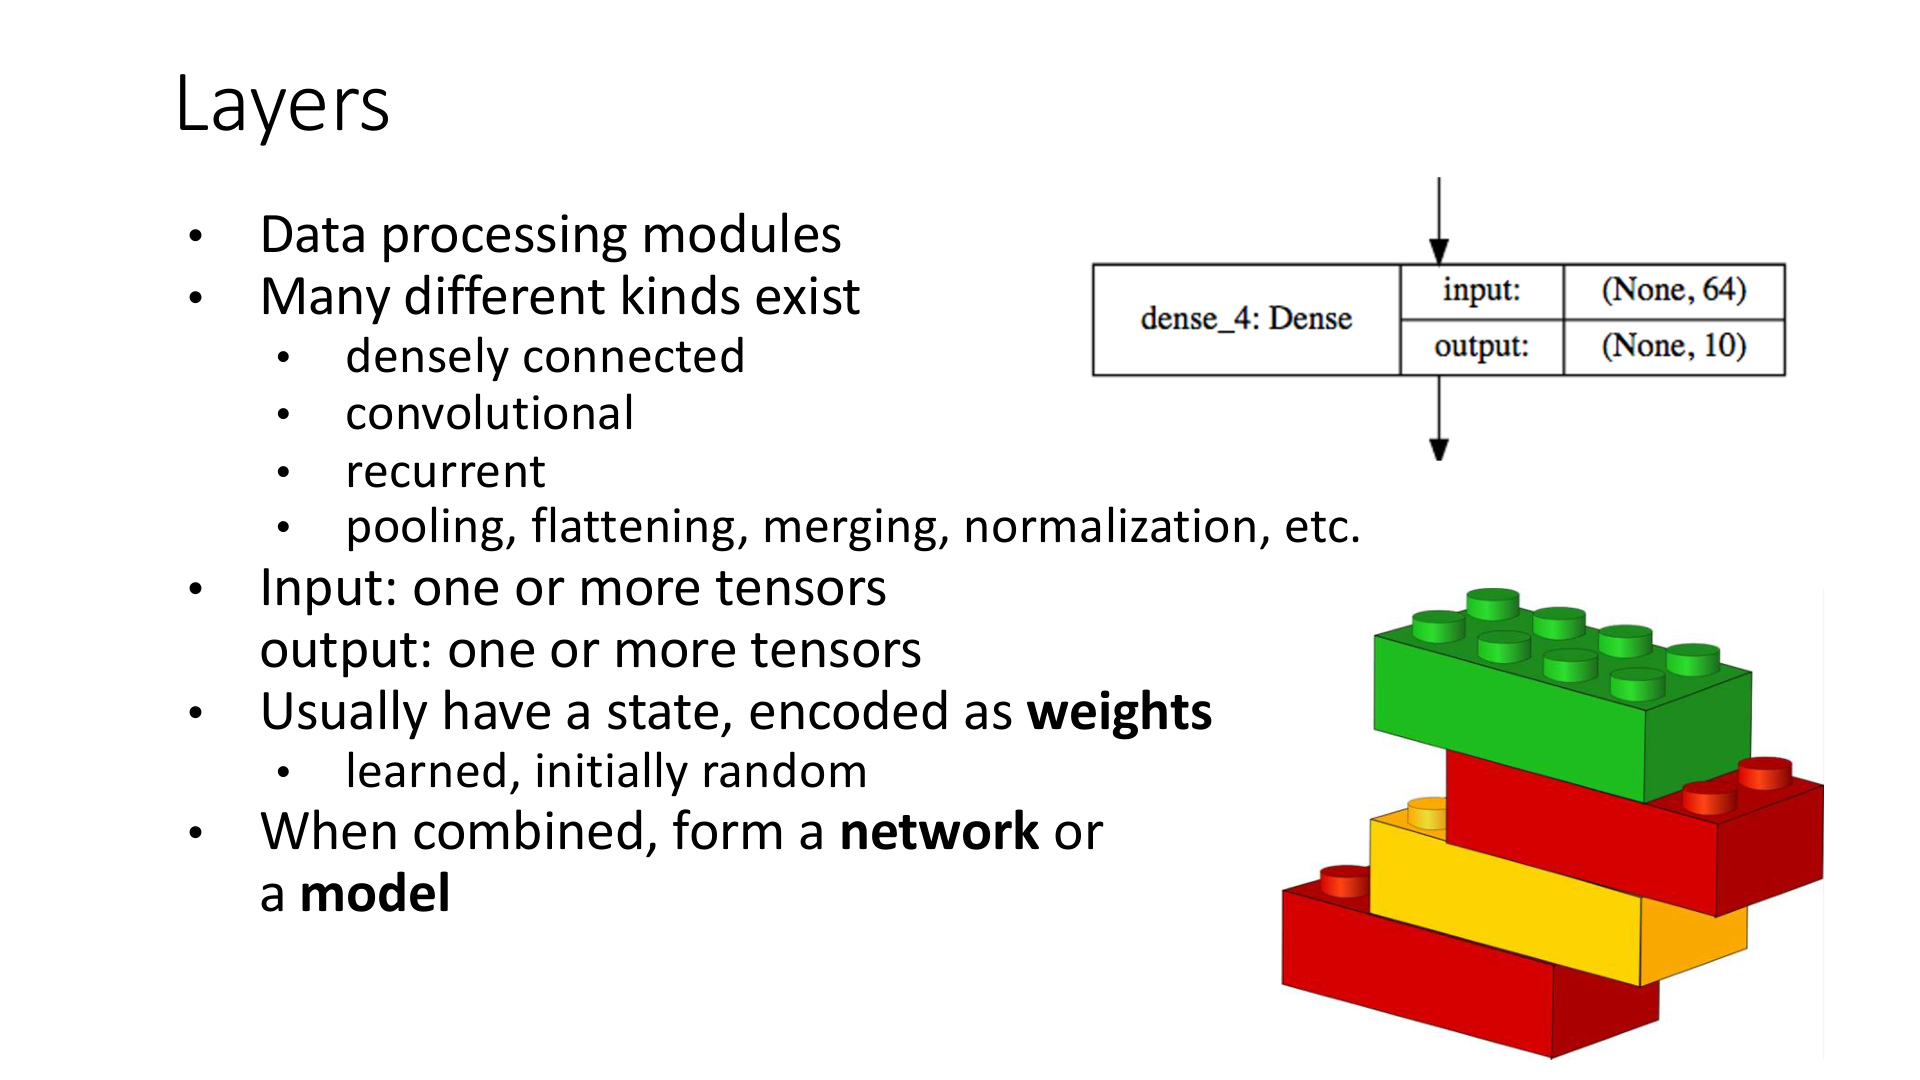 Layers
• Data processing modules
• Many different kinds exist
• densely connected
• convolutional
• recurrent
• pooling, flattening, merging, normalization, etc.
• Input: one or more tensors
output: one or more tensors
• Usually have a state, encoded as weights
• learned, initially random
• When combined, form a network or
a model
dense_4: Dense
input: (None, 64)
output: (None, 10)